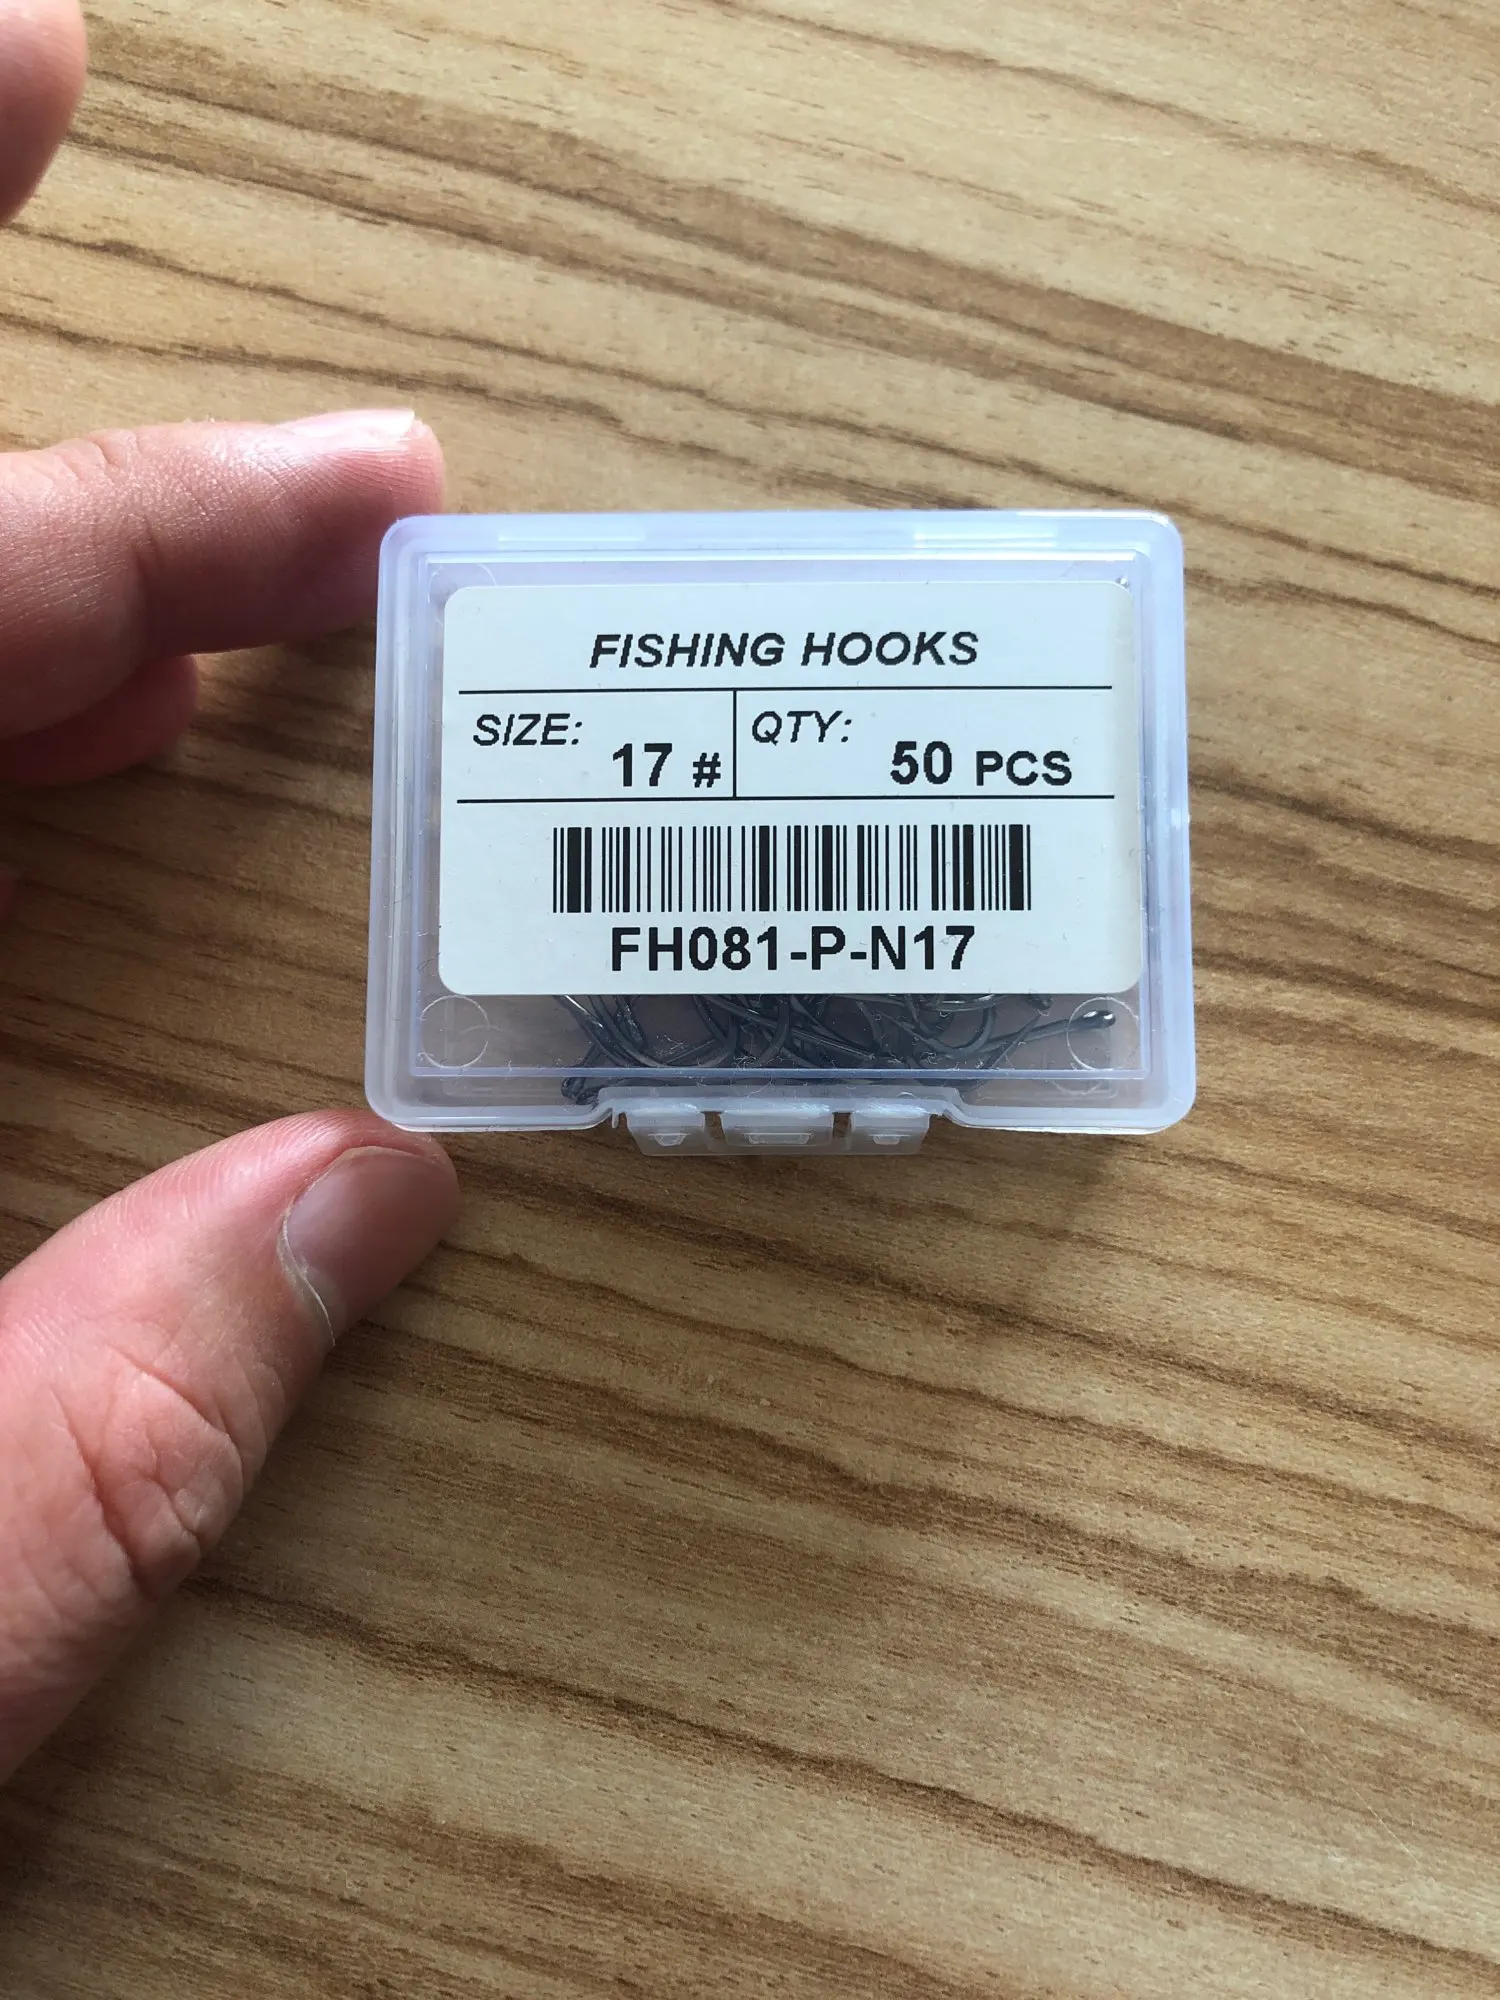 FISHING HOOKS
SIZE: 17 # QTY: 50 PCS
FH081-P-N17